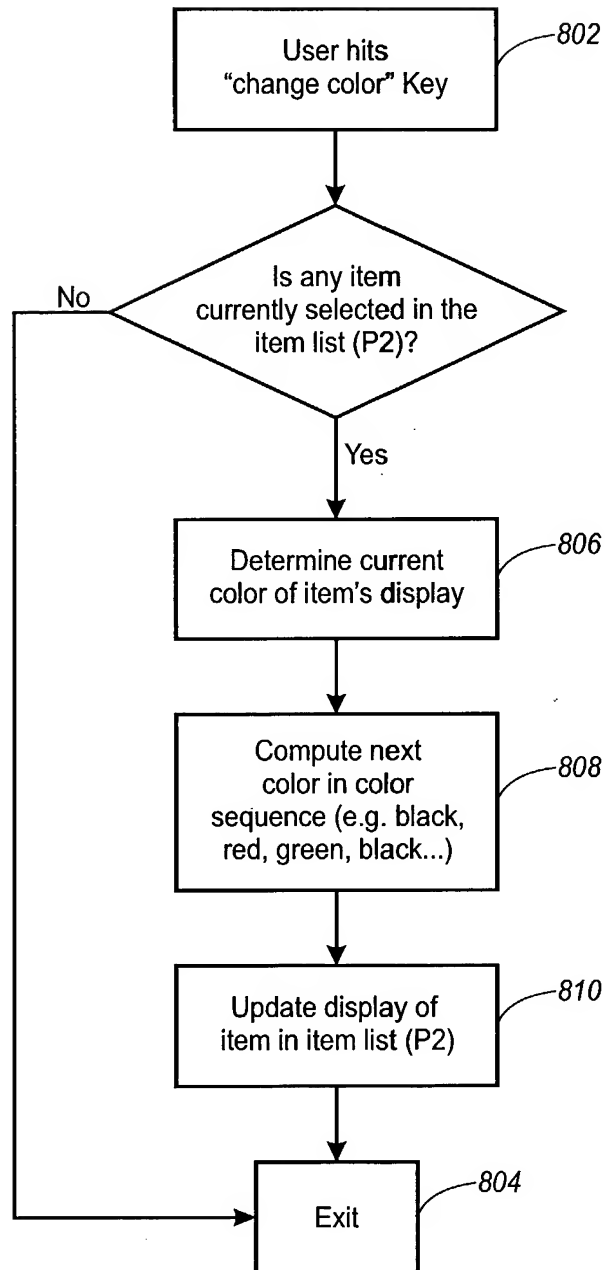 User hits
“change color” Key
802
Is any item
currently selected in the
item list (P2)?
No
Yes
Determine current
color of item’s display
806
Compute next
color in color
sequence (e.g. black,
red, green, black...)
808
Update display of
item in item list (P2)
810
Exit
804